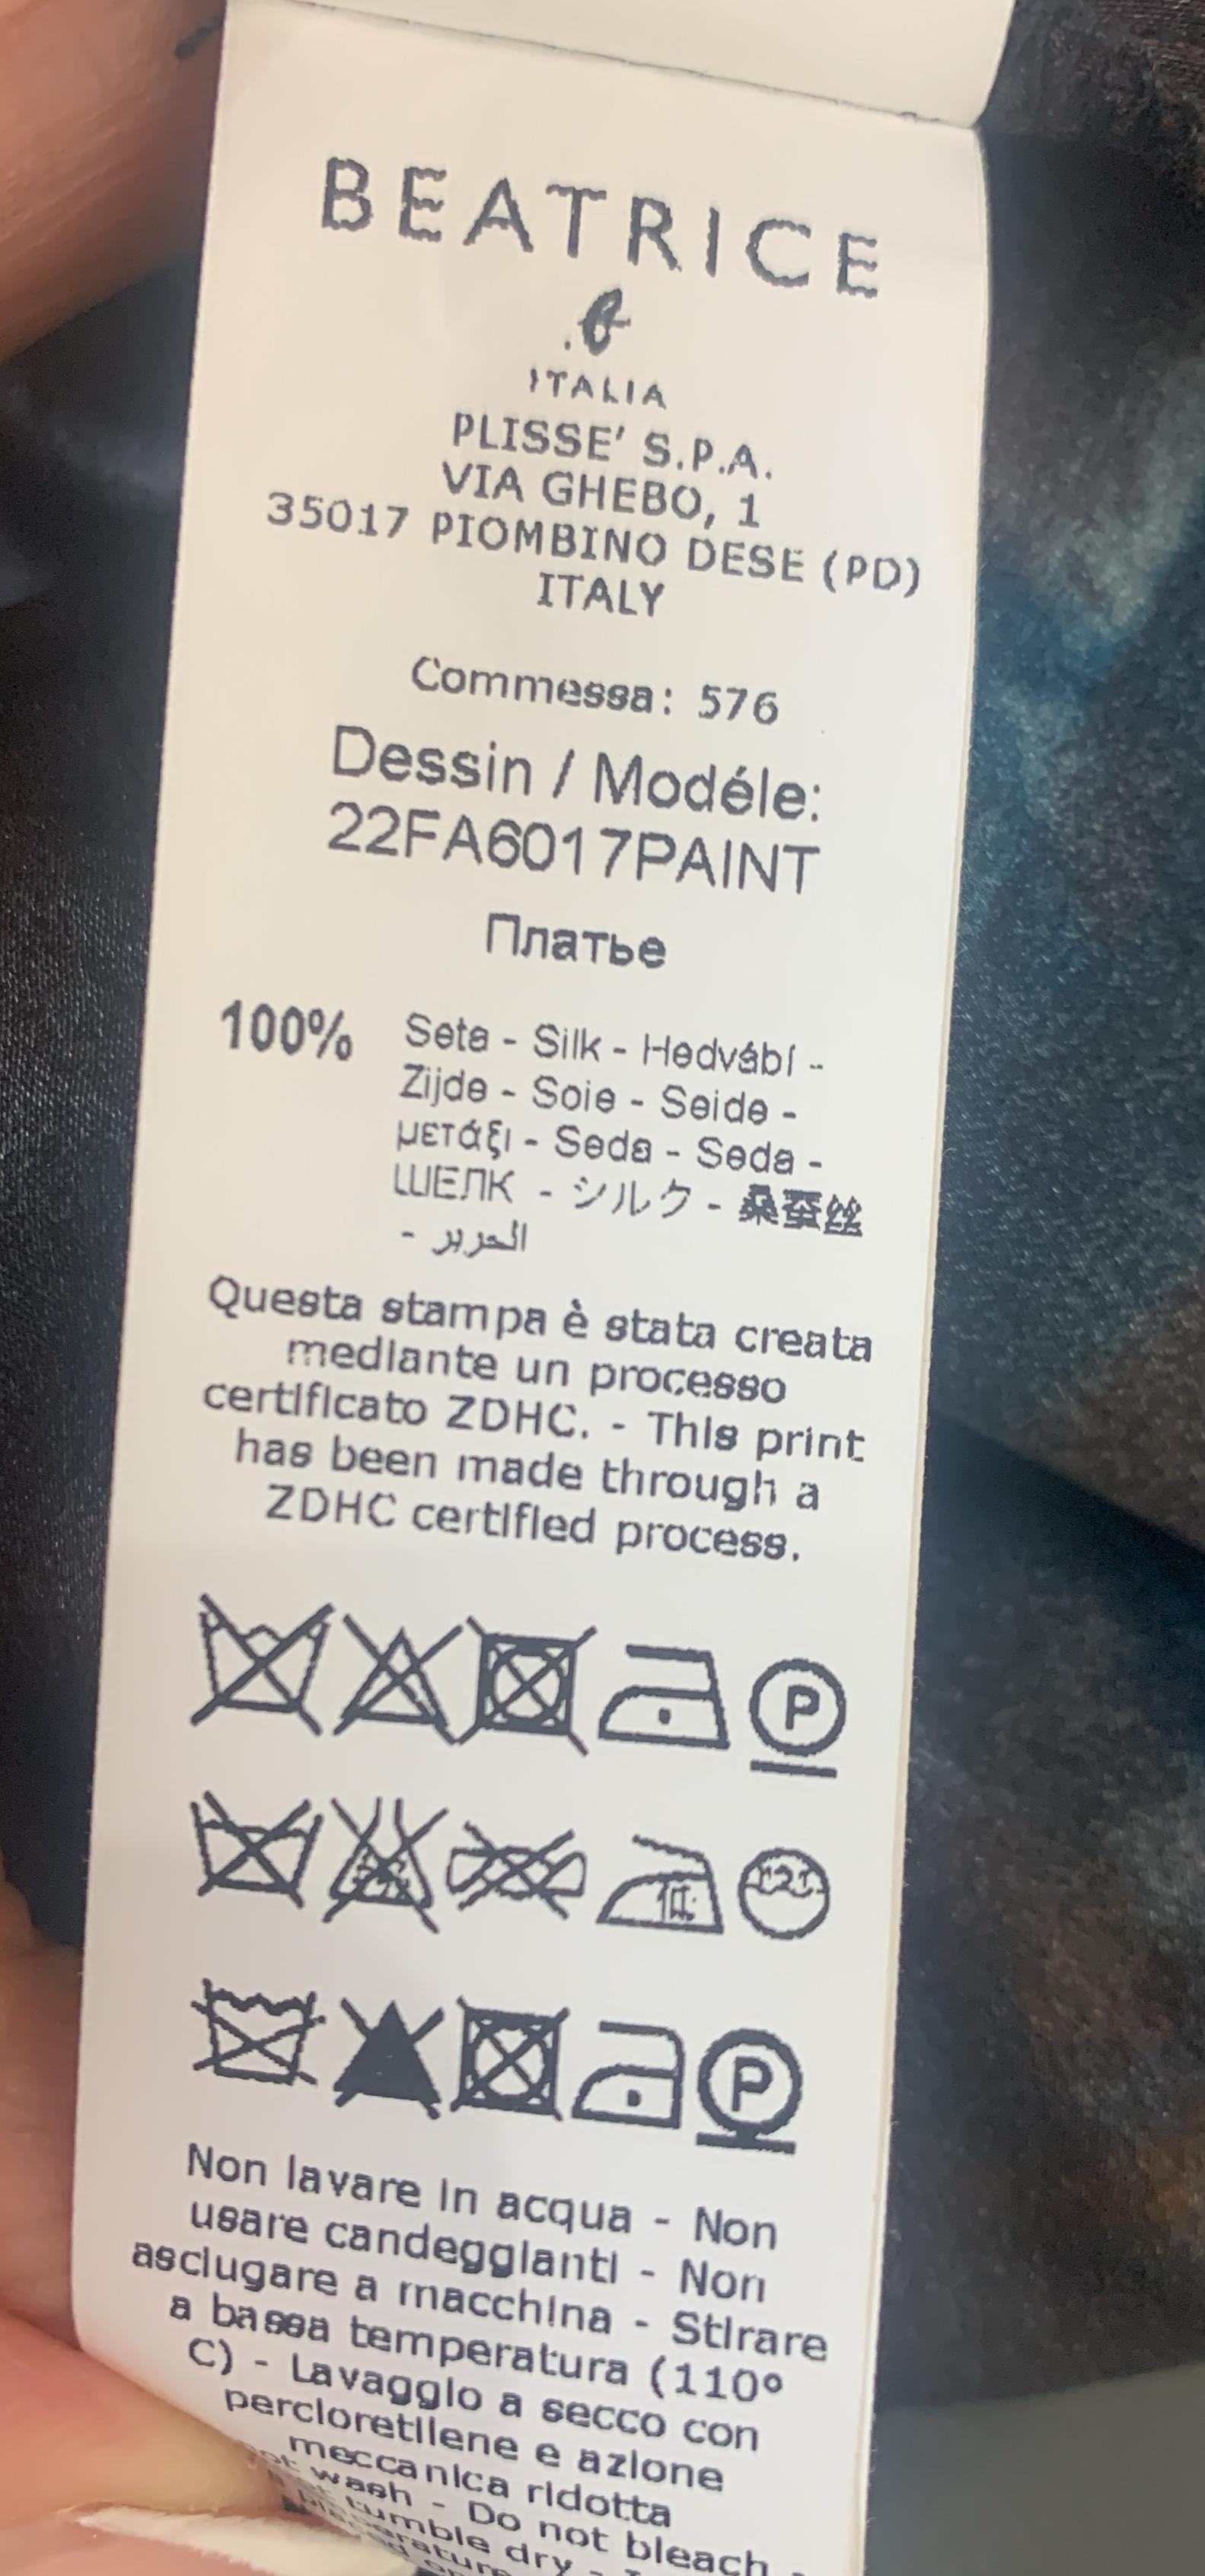 BEATRICE
.b
ITALIA
PLISSE' S.P.A.
VIA GHEBO, 1
35017 PIOMBINO DESE (PD)
ITALY
Commessa: 576
Dessin / Modéle:
22FA6017PAINT
Платье
100% Seta - Silk - Hedvábí -
Zijde - Soie - Seide -
μετάξι - Seda - Seda -
ШЕЛК - シルク - 桑蚕丝
- الحرير
Questa stampa è stata creata
mediante un processo
certificato ZDHC. - This print
has been made through a
ZDHC certified process.
P
低
P
Non lavare in acqua - Non
usare candeggianti - Non
asciugare a macchina - Stirare
a bassa temperatura (110°
C) - Lavaggio a secco con
percloretilene e azione
meccanica ridotta
wash - Do not bleach -
tumble dry -